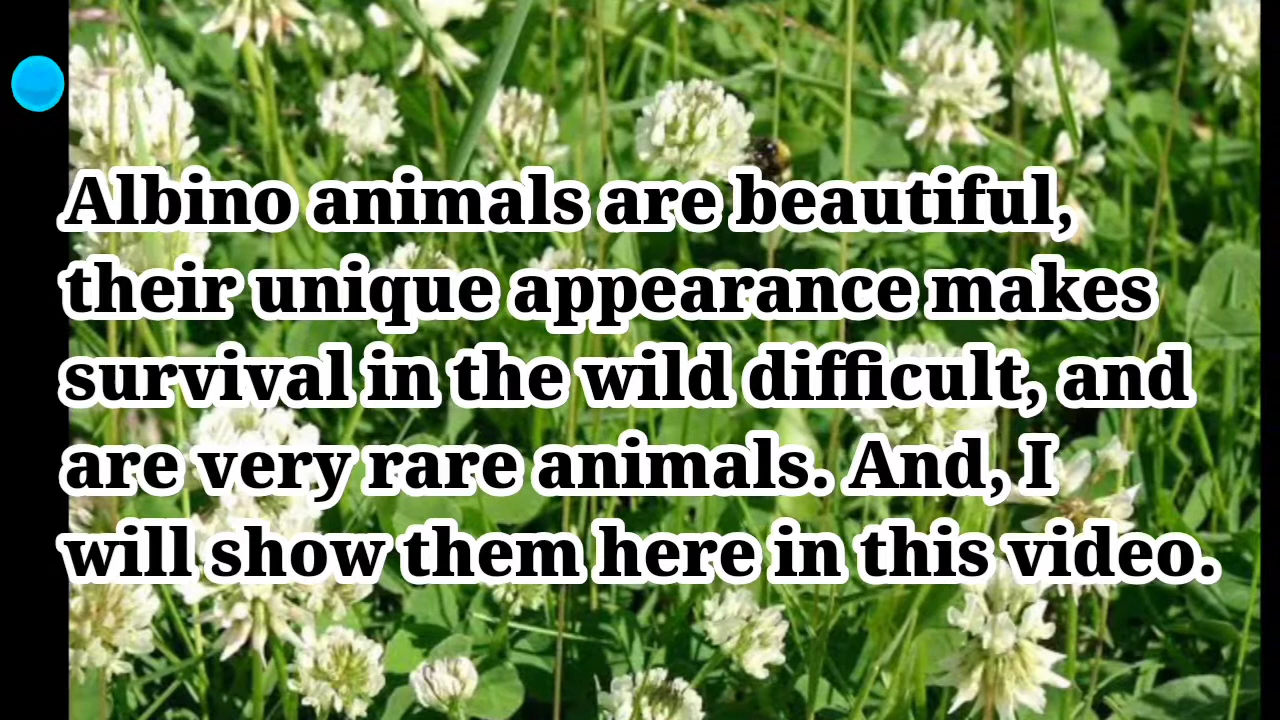 Albino animals are beautiful,
their unique appearance makes
survival in the wild difficult, and
are very rare animals. And, I
will show them here in this video.